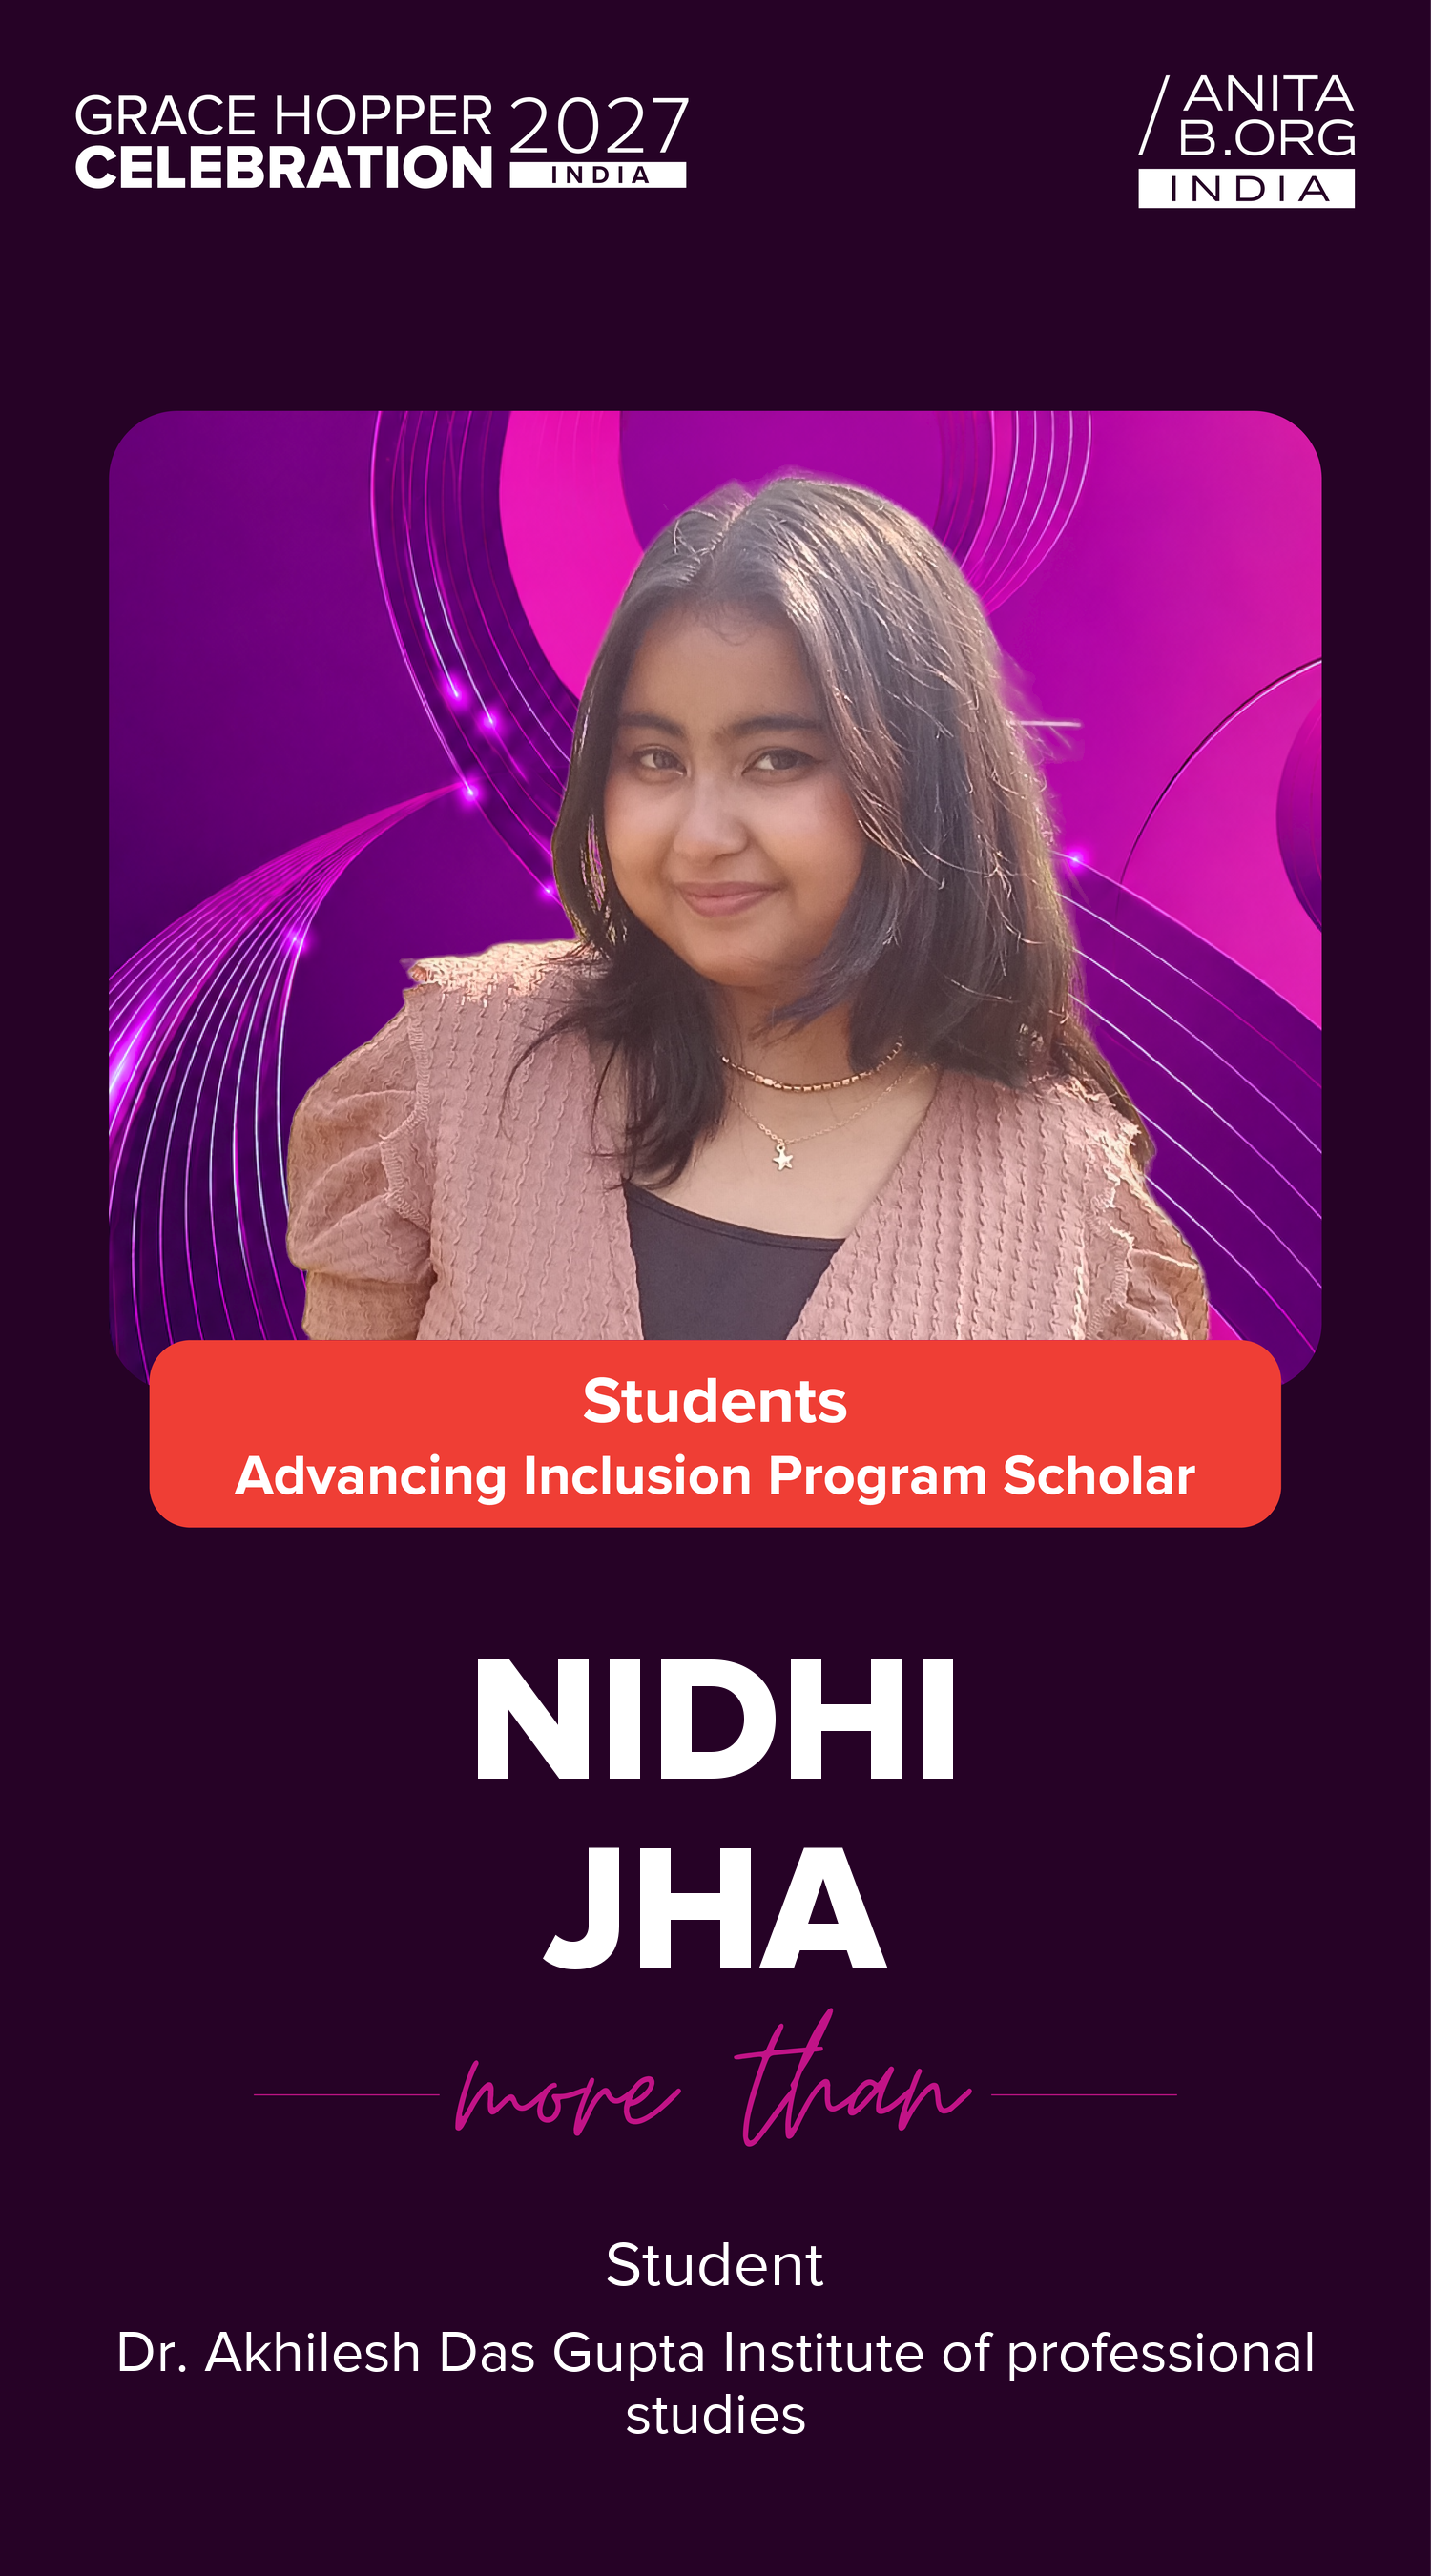 GRACE HOPPER
CELEBRATION
2027
INDIA
/ ANITA
B.ORG
INDIA
Students
Advancing Inclusion Program Scholar
NIDHI
JHA
more than
Student
Dr. Akhilesh Das Gupta Institute of professional
studies